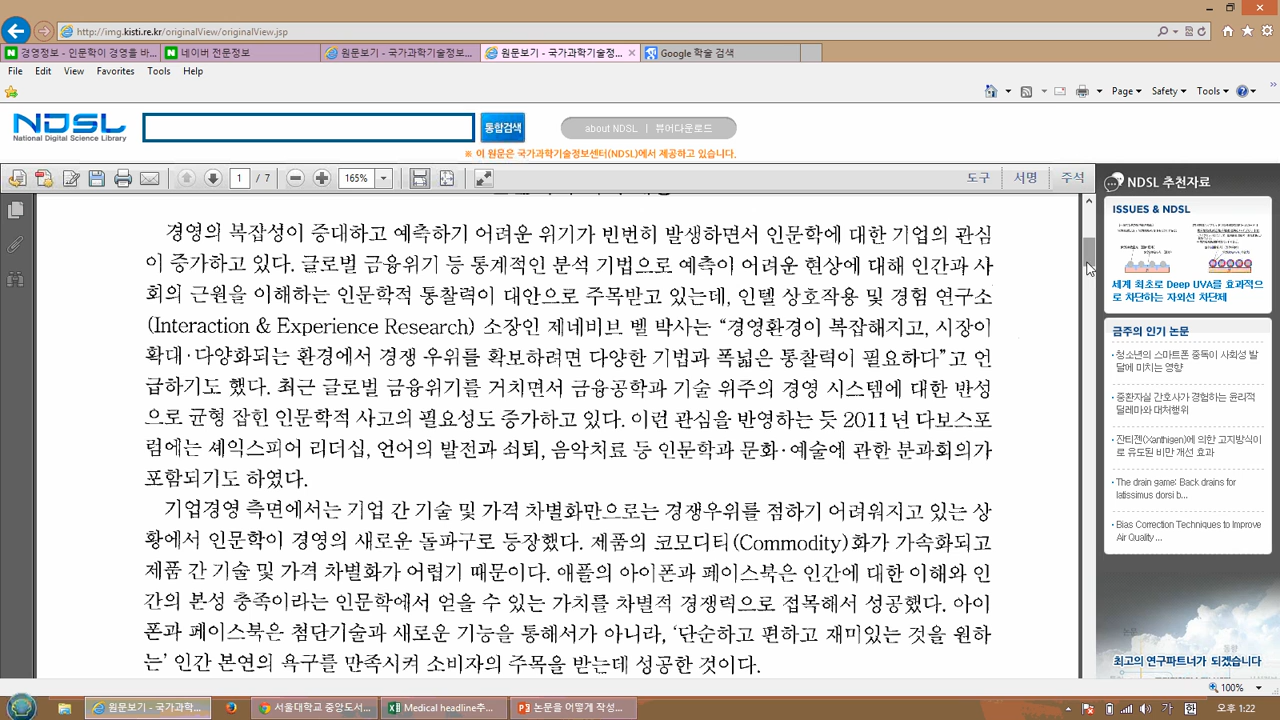 http://img.kisti.re.kr/originalView/originalView.jsp
경영정보 - 인문학이 경영을 바...
네이버 전문정보
원문보기 - 국가과학기술정보...
원문보기 - 국가과학기술정보...
Google 학술 검색
File Edit View Favorites Tools Help
Page Safety Tools
NDSL
National Digital Science Library
통합검색
about NDSL | 뷰어다운로드
※ 이 원문은 국가과학기술정보센터(NDSL)에서 제공하고 있습니다.
1 / 7 165% 도구 서명 주석
경영의 복잡성이 증대하고 예측하기 어려운 위기가 빈번히 발생하면서 인문학에 대한 기업의 관심
이 증가하고 있다. 글로벌 금융위기 등 통계적인 분석 기법으로 예측이 어려운 현상에 대해 인간과 사
회의 근원을 이해하는 인문학적 통찰력이 대안으로 주목받고 있는데, 인텔 상호작용 및 경험 연구소
(Interaction & Experience Research) 소장인 제네비브 벨 박사는 “경영환경이 복잡해지고, 시장이
확대·다양화되는 환경에서 경쟁 우위를 확보하려면 다양한 기법과 폭넓은 통찰력이 필요하다”고 언
급하기도 했다. 최근 글로벌 금융위기를 거치면서 금융공학과 기술 위주의 경영 시스템에 대한 반성
으로 균형 잡힌 인문학적 사고의 필요성도 증가하고 있다. 이런 관심을 반영하는 듯 2011년 다보스포
럼에는 셰익스피어 리더십, 언어의 발전과 쇠퇴, 음악치료 등 인문학과 문화·예술에 관한 분과회의가
포함되기도 하였다.
기업경영 측면에서는 기업 간 기술 및 가격 차별화만으로는 경쟁우위를 점하기 어려워지고 있는 상
황에서 인문학이 경영의 새로운 돌파구로 등장했다. 제품의 코모디티(Commodity)화가 가속화되고
제품 간 기술 및 가격 차별화가 어렵기 때문이다. 애플의 아이폰과 페이스북은 인간에 대한 이해와 인
간의 본성 충족이라는 인문학에서 얻을 수 있는 가치를 차별적 경쟁력으로 접목해서 성공했다. 아이
폰과 페이스북은 첨단기술과 새로운 기능을 통해서가 아니라, ‘단순하고 편하고 재미있는 것을 원하
는’ 인간 본연의 욕구를 만족시켜 소비자의 주목을 받는데 성공한 것이다.
NDSL 추천자료
ISSUES & NDSL
세계 최초로 Deep UVA를 효과적으
로 차단하는 자외선 차단제
금주의 인기 논문
청소년의 스마트폰 중독이 사회성 발
달에 미치는 영향
중환자실 간호사가 경험하는 윤리적
딜레마와 대처행위
잔티젠(Xanthigen)에 의한 고지방식이
로 유도된 비만 개선 효과
The drain game: Back drains for
latissimus dorsi b...
Bias Correction Techniques to Improve
Air Quality ...
최고의 연구파트너가 되겠습니다
100%
원문보기 - 국가과학...
서울대학교 중앙도서...
Medical headline추...
논문을 어떻게 작성...
가 한 오후 1:22